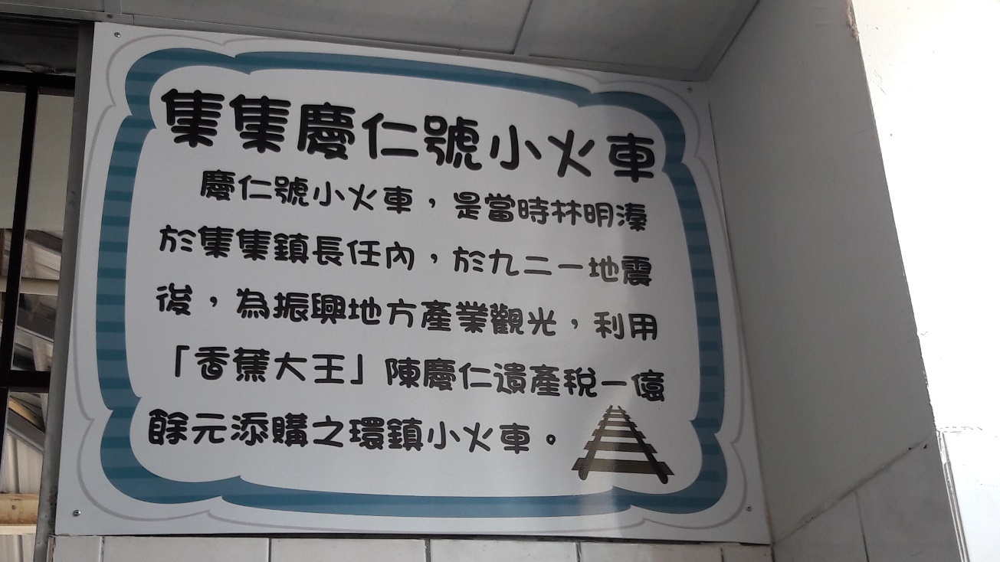 集集慶仁號小火車
慶仁號小火車，是當時林明溱
於集集鎮長任內，於九二一地震
後，為振興地方產業觀光，利用
「香蕉大王」陳慶仁遺產稅一億
餘元添購之環鎮小火車。